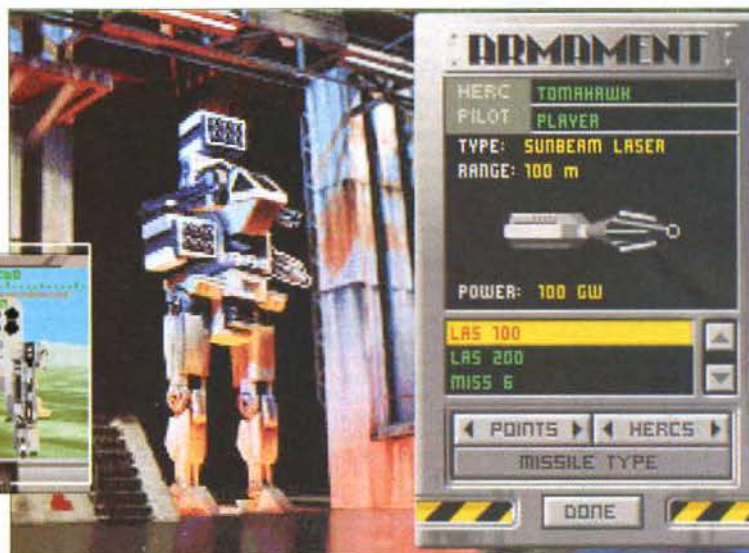 ARMAMENT
HERC TOMAHAWK
PILOT PLAYER
TYPE: SUNBEAM LASER
RANGE: 100 m
POWER: 100 GW
LAS 100
LAS 200
MISS 6
POINTS HERCS
MISSILE TYPE
DONE